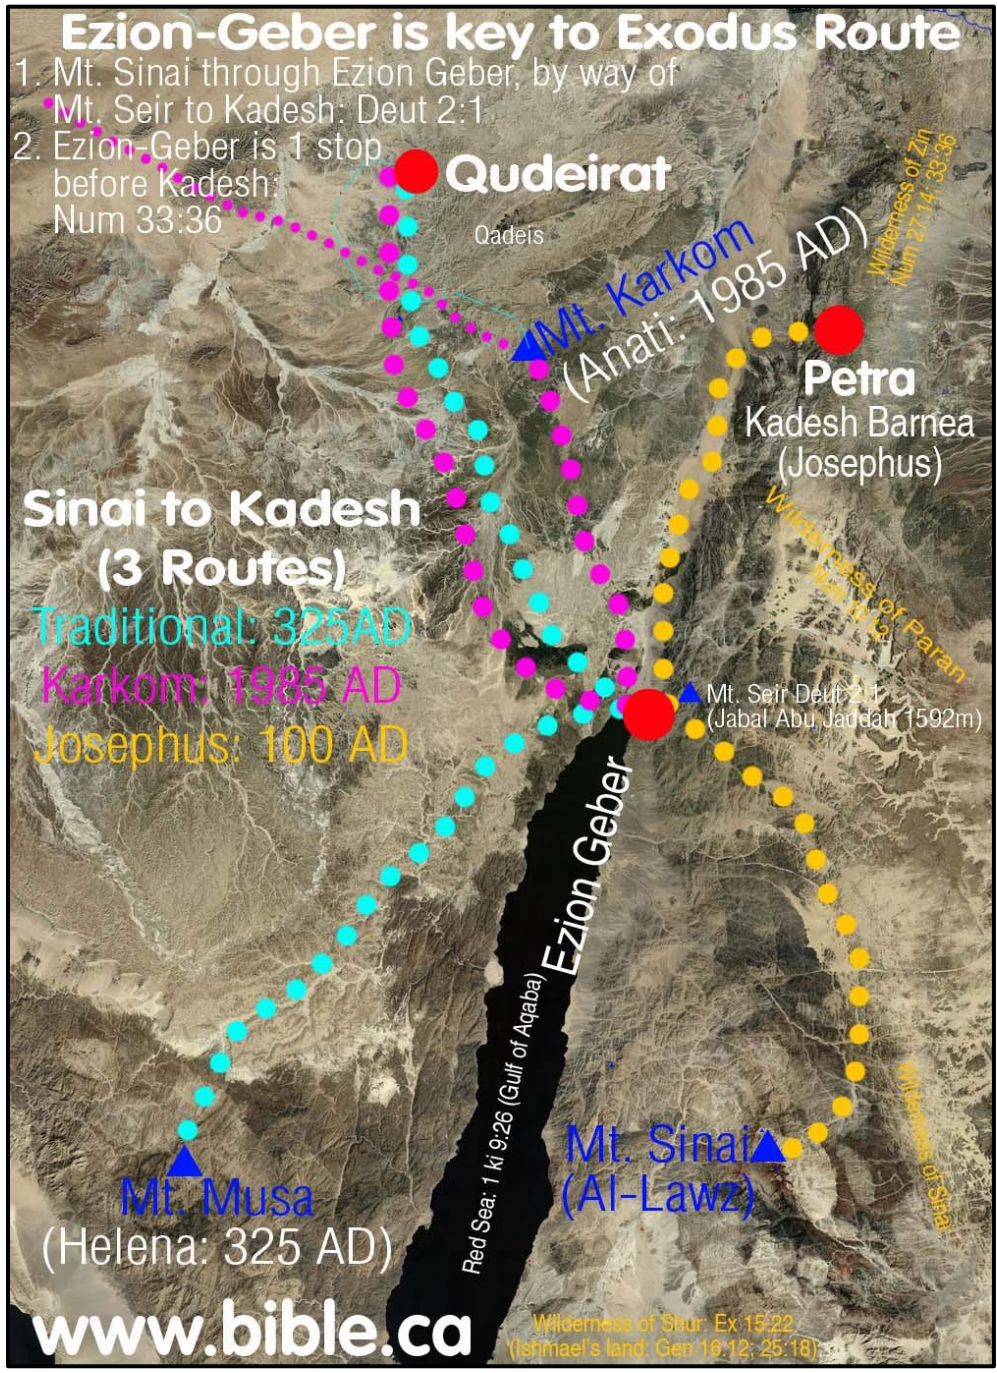 Ezion-Geber is key to Exodus Route
1. Mt. Sinai through Ezion Geber, by way of
Mt. Seir to Kadesh: Deut 2:1
2. Ezion-Geber is 1 stop
before Kadesh:
Num 33:36
Qudeirat
Qadeis
Wilderness of Zin
Num 27:14; 33:36
Mt. Karkom
(Anati: 1985 AD)
Petra
Kadesh Barnea
(Josephus)
Sinai to Kadesh
(3 Routes)
Traditional: 325AD
Karkom: 1985 AD
Josephus: 100 AD
Wilderness of Paran
Mt. Seir Deut 2:1
(Jabal Abu Jaddah 1592m)
Ezion Geber
Red Sea: 1 ki 9:26 (Gulf of Aqaba)
Mt. Sinai
(Al-Lawz)
Wilderness of Sinai
Mt. Musa
(Helena: 325 AD)
www.bible.ca
Wilderness of Shur: Ex 15:22
(Ishmael's land: Gen 16:12; 25:18)